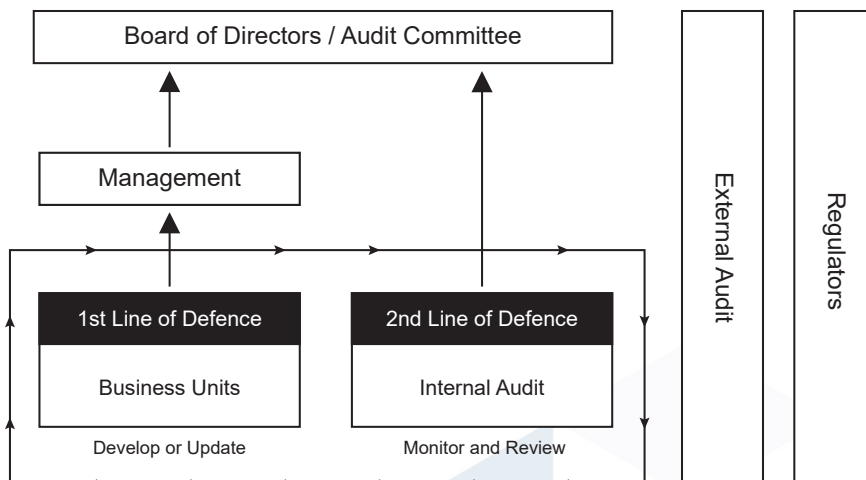 Board of Directors / Audit Committee
Management
1st Line of Defence
2nd Line of Defence
Business Units
Internal Audit
Develop or Update
Monitor and Review
External Audit
Regulators